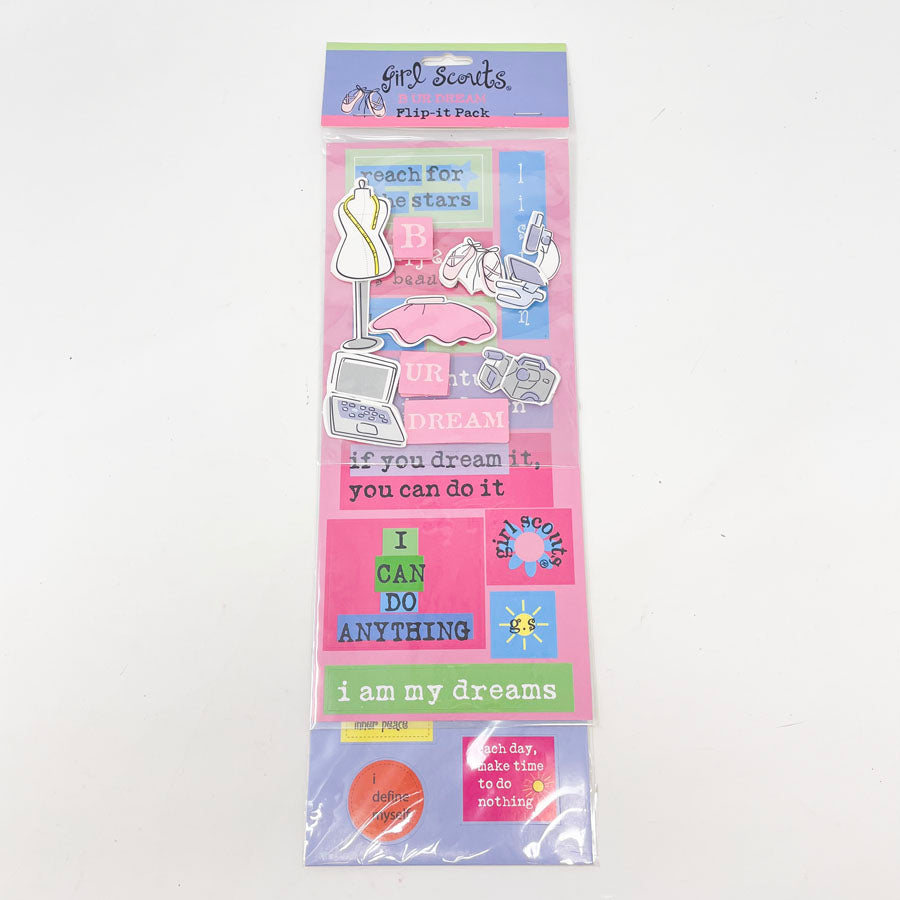 girl scouts®
B UR DREAM
Flip-it Pack
reach for
the stars
B
beau
UR
DREAM
if you dream it,
you can do it
I
CAN
DO
ANYTHING
girl scouts®
g.s
i am my dreams
inner peace
i
define
myself
each day,
make time
to do
nothing